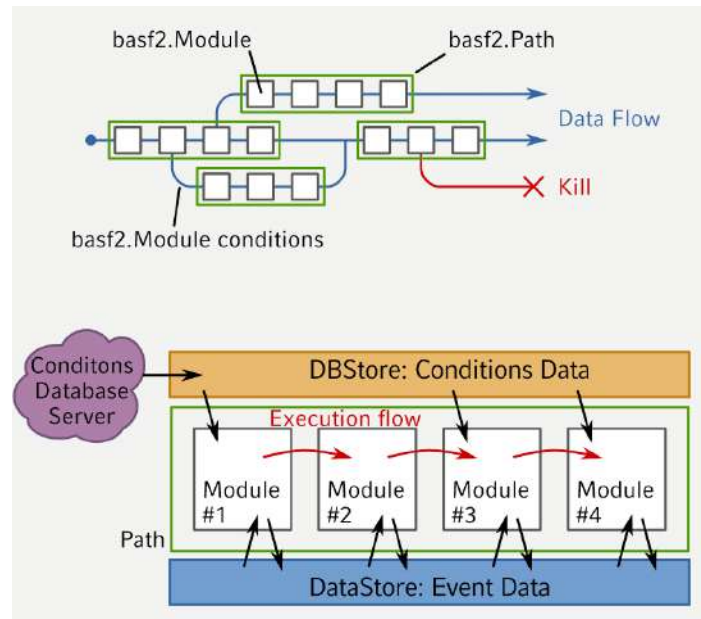 basf2.Module
basf2.Path
Data Flow
Kill
basf2.Module conditions
Conditons
Database
Server
DBStore: Conditions Data
Execution flow
Module
#1
Module
#2
Module
#3
Module
#4
Path
DataStore: Event Data